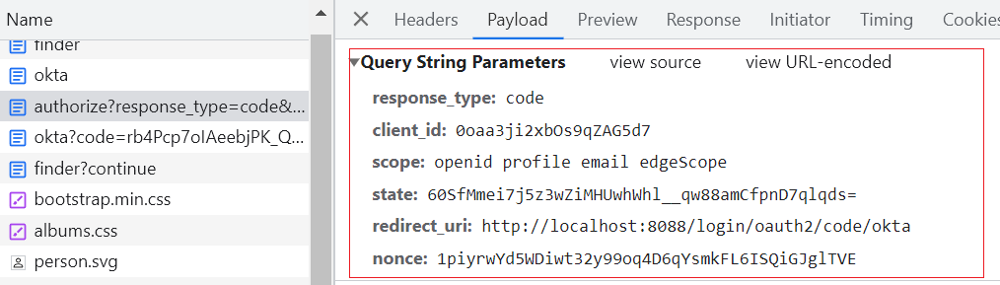 Name
finder
okta
authorize?response_type=code&...
okta?code=rb4Pcp7oIAeebjPK_Q...
finder?continue
bootstrap.min.css
albums.css
person.svg
Headers Payload Preview Response Initiator Timing Cookies
Query String Parameters view source view URL-encoded
response_type: code
client_id: 0oaa3ji2xbOs9qZAG5d7
scope: openid profile email edgeScope
state: 60SfMmei7j5z3wZiMHUwhWhl__qw88amCfpnD7qlqds=
redirect_uri: http://localhost:8088/login/oauth2/code/okta
nonce: 1piyrwYd5WDiwt32y99oq4D6qYsmkFL6ISQiGJglTVE